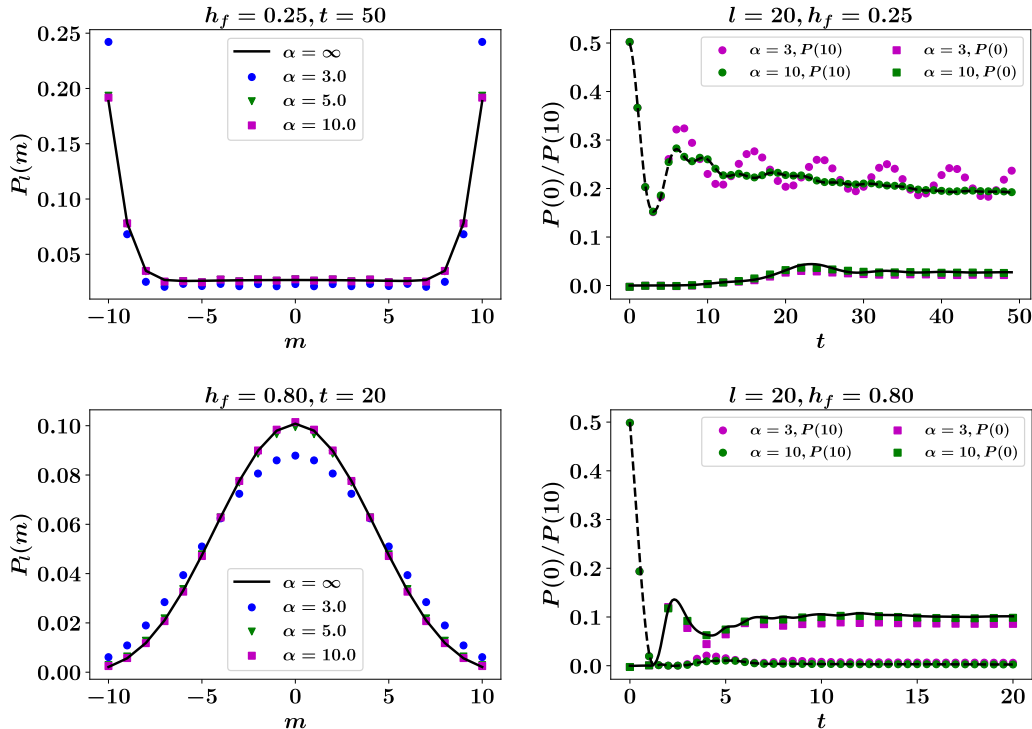 h_f = 0.25, t = 50
P_l(m)
0.25
0.20
0.15
0.10
0.05
−10 −5 0 5 10
m
α = ∞
α = 3.0
α = 5.0
α = 10.0
l = 20, h_f = 0.25
P(0)/P(10)
0.5
0.4
0.3
0.2
0.1
0.0
0 10 20 30 40 50
t
α = 3, P(10) α = 3, P(0)
α = 10, P(10) α = 10, P(0)
h_f = 0.80, t = 20
P_l(m)
0.10
0.08
0.06
0.04
0.02
0.00
−10 −5 0 5 10
m
α = ∞
α = 3.0
α = 5.0
α = 10.0
l = 20, h_f = 0.80
P(0)/P(10)
0.5
0.4
0.3
0.2
0.1
0.0
0 5 10 15 20
t
α = 3, P(10) α = 3, P(0)
α = 10, P(10) α = 10, P(0)